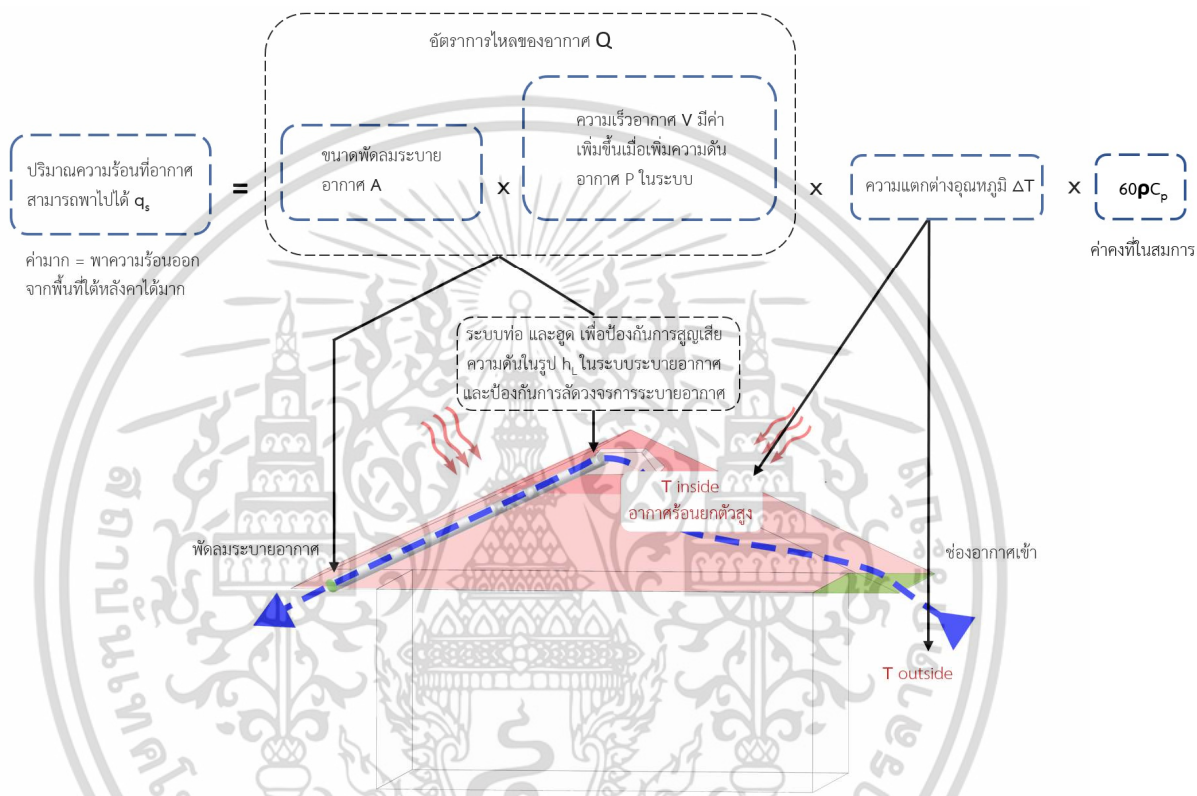 อัตราการไหลของอากาศ Q
ปริมาณความร้อนที่อากาศ
สามารถพาไปได้ qs
=
ขนาดพัดลมระบาย
อากาศ A
x
ความเร็วอากาศ V มีค่า
เพิ่มขึ้นเมื่อเพิ่มความดัน
อากาศ P ในระบบ
x
ความแตกต่างอุณหภูมิ ΔT
x
60ρCp
ค่ามาก = พาความร้อนออก
จากพื้นที่ใต้หลังคาได้มาก
ค่าคงที่ในสมการ
ระบบท่อ และฮูด เพื่อป้องกันการสูญเสีย
ความดันในรูป hL ในระบบระบายอากาศ
และป้องกันการลัดวงจรการระบายอากาศ
T inside
อากาศร้อนยกตัวสูง
พัดลมระบายอากาศ
ช่องอากาศเข้า
T outside